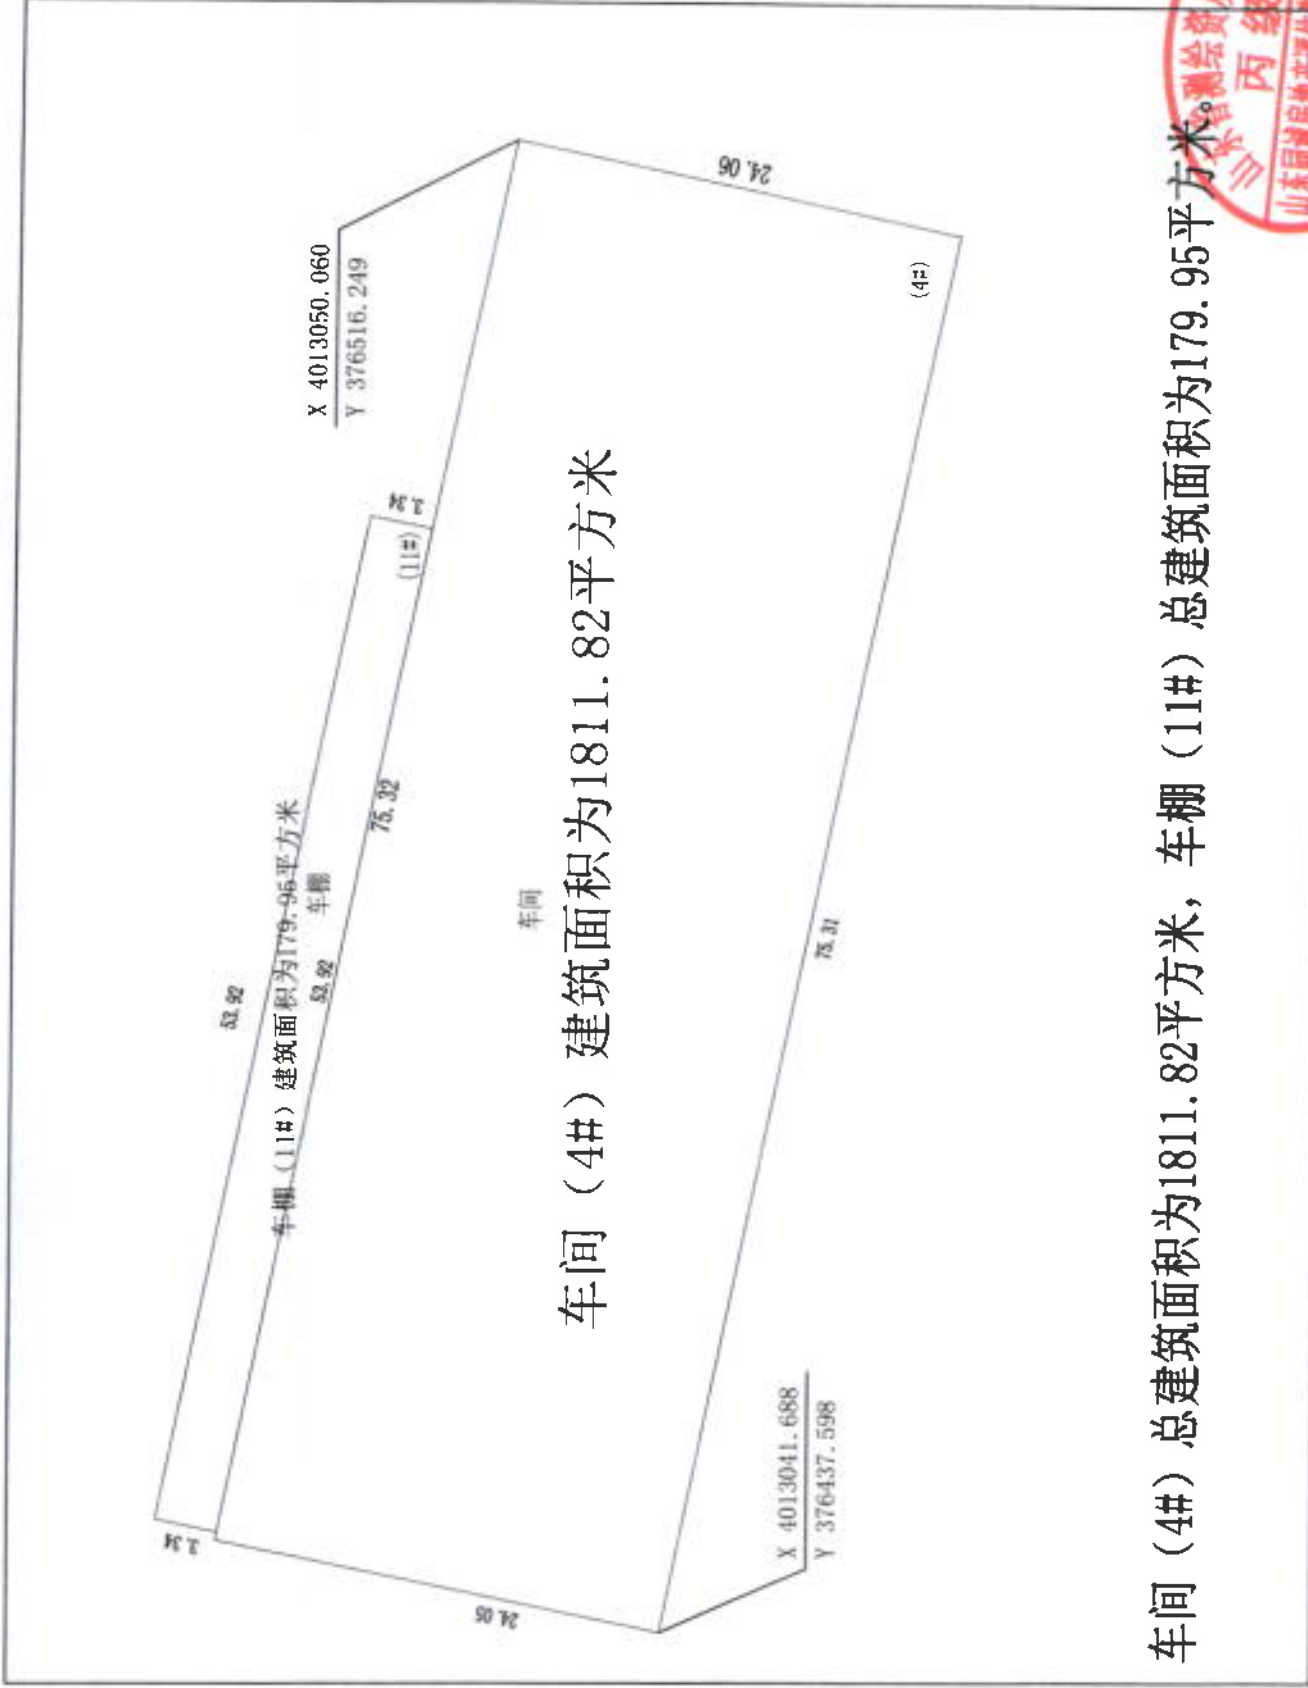 X 4013050.060
Y 376516.249
24.06
(4#)
3.34
(11#)
53.92
车棚(11#)建筑面积为179.95平方米
车棚
53.92
75.32
车间
车间（4#）建筑面积为1811.82平方米
75.31
3.34
24.05
X 4013041.688
Y 376437.598
车间（4#）总建筑面积为1811.82平方米，车棚（11#）总建筑面积为179.95平方米。
丙级